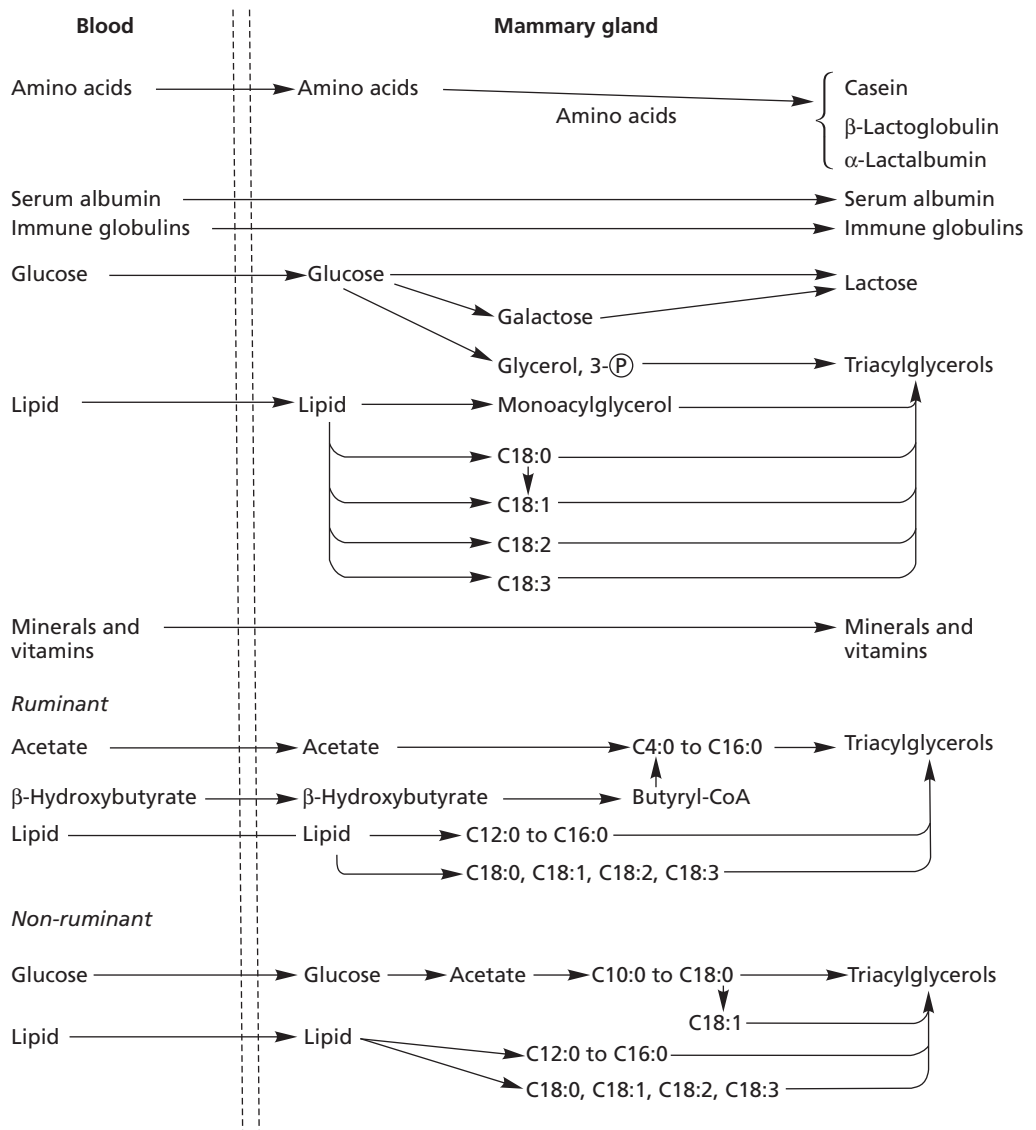 Blood Mammary gland
Amino acids Amino acids Casein
Amino acids
β-Lactoglobulin
α-Lactalbumin
Serum albumin Serum albumin
Immune globulins Immune globulins
Glucose Glucose Lactose
Galactose
Glycerol, 3-P Triacylglycerols
Lipid Lipid Monoacylglycerol
C18:0
C18:1
C18:2
C18:3
Minerals and Minerals and
vitamins vitamins
Ruminant
Acetate Acetate C4:0 to C16:0 Triacylglycerols
β-Hydroxybutyrate β-Hydroxybutyrate Butyryl-CoA
Lipid Lipid C12:0 to C16:0
C18:0, C18:1, C18:2, C18:3
Non-ruminant
Glucose Glucose Acetate C10:0 to C18:0 Triacylglycerols
C18:1
Lipid Lipid
C12:0 to C16:0
C18:0, C18:1, C18:2, C18:3